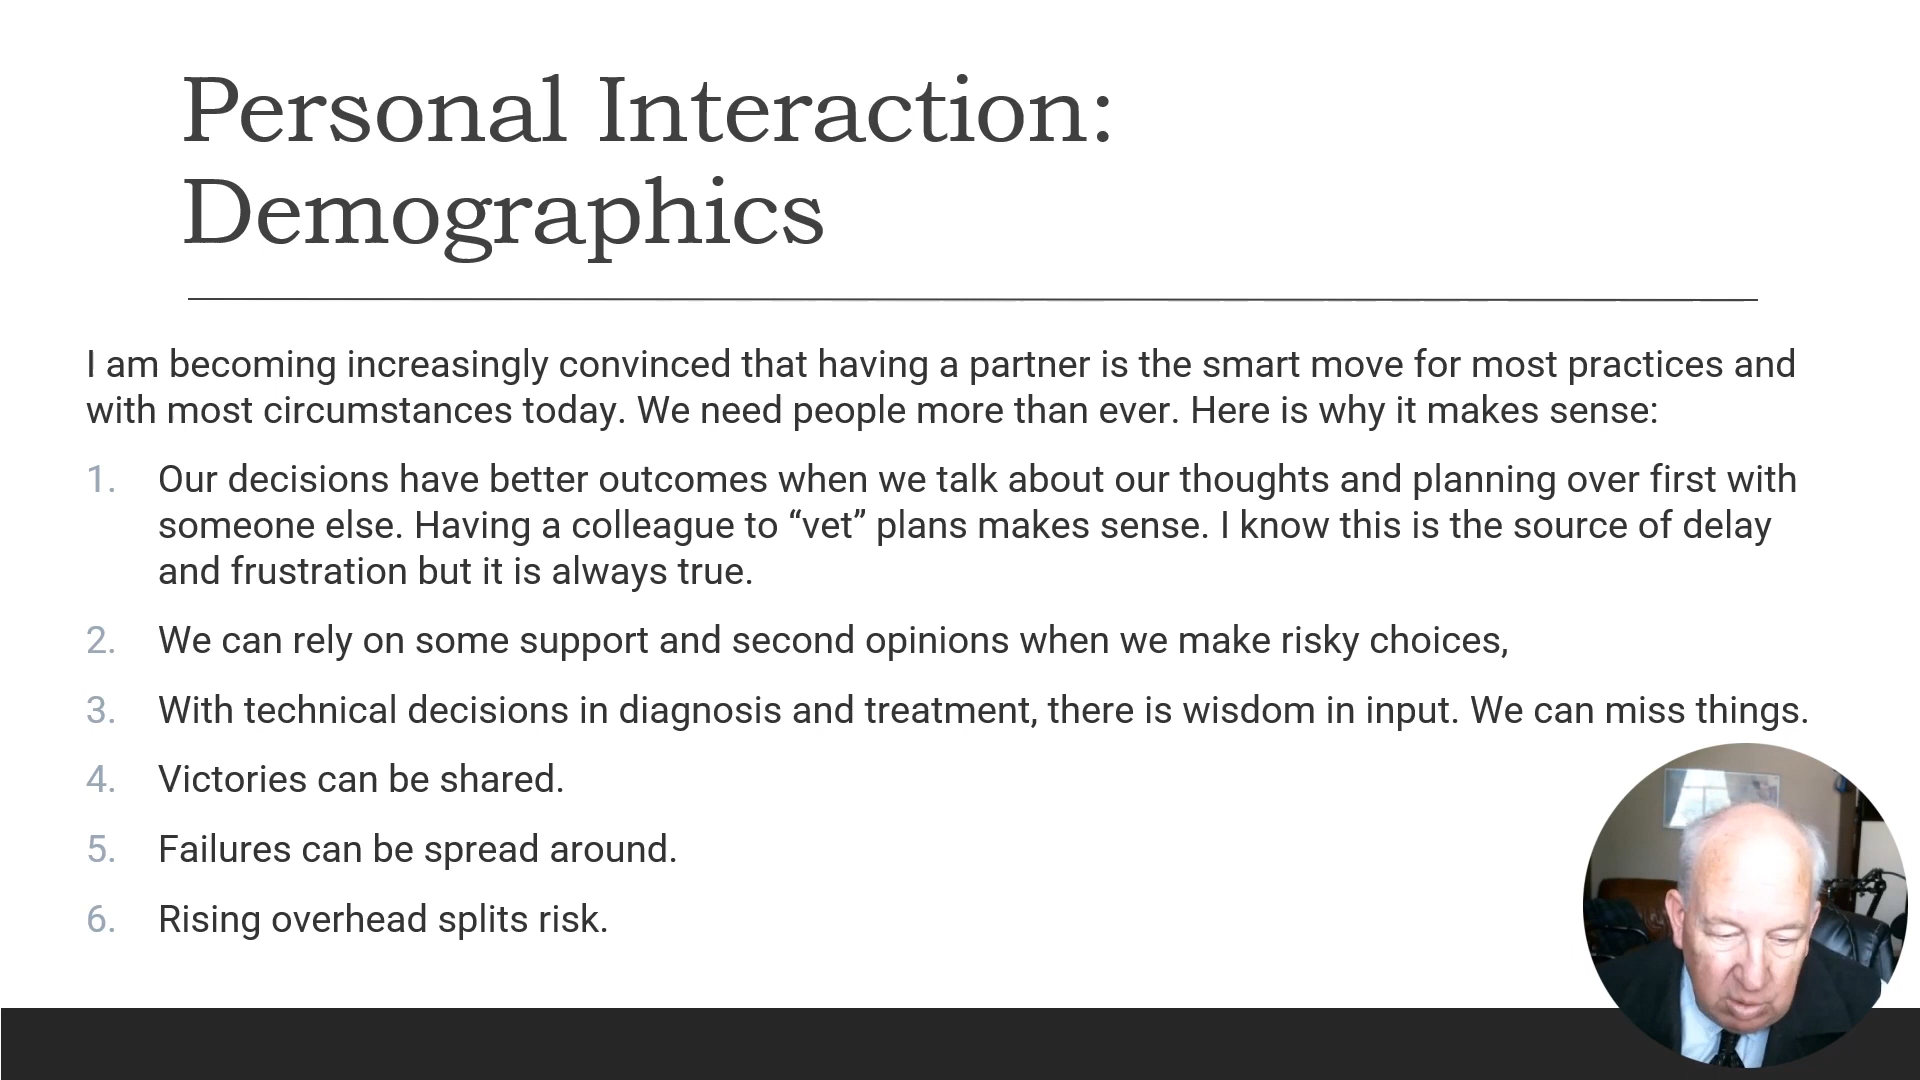 Personal Interaction:
Demographics
I am becoming increasingly convinced that having a partner is the smart move for most practices and
with most circumstances today. We need people more than ever. Here is why it makes sense:
1. Our decisions have better outcomes when we talk about our thoughts and planning over first with
someone else. Having a colleague to “vet” plans makes sense. I know this is the source of delay
and frustration but it is always true.
2. We can rely on some support and second opinions when we make risky choices,
3. With technical decisions in diagnosis and treatment, there is wisdom in input. We can miss things.
4. Victories can be shared.
5. Failures can be spread around.
6. Rising overhead splits risk.